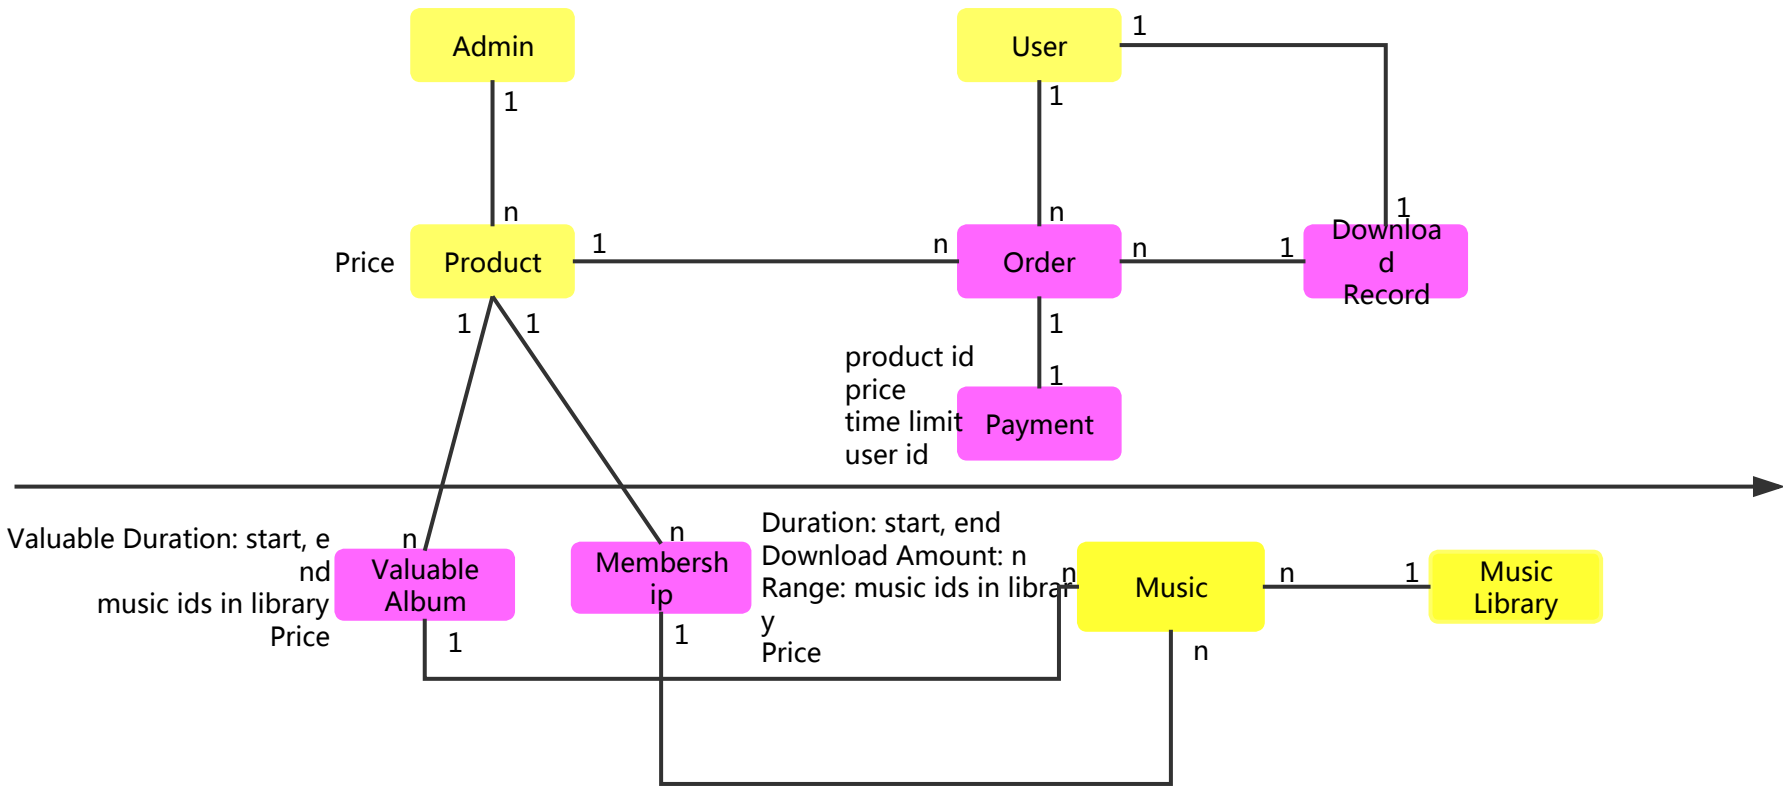 Admin
User
1
1
1
n
n
1
Price
Product
1
n
Order
n
1
Downloa
d
Record
1
1
1
product id
price
time limit
user id
1
Payment
Valuable Duration: start, e
nd
music ids in library
Price
n
Valuable
Album
1
n
Membersh
ip
1
Duration: start, end
Download Amount: n
Range: music ids in librar
y
Price
n
Music
n
n
1
Music
Library